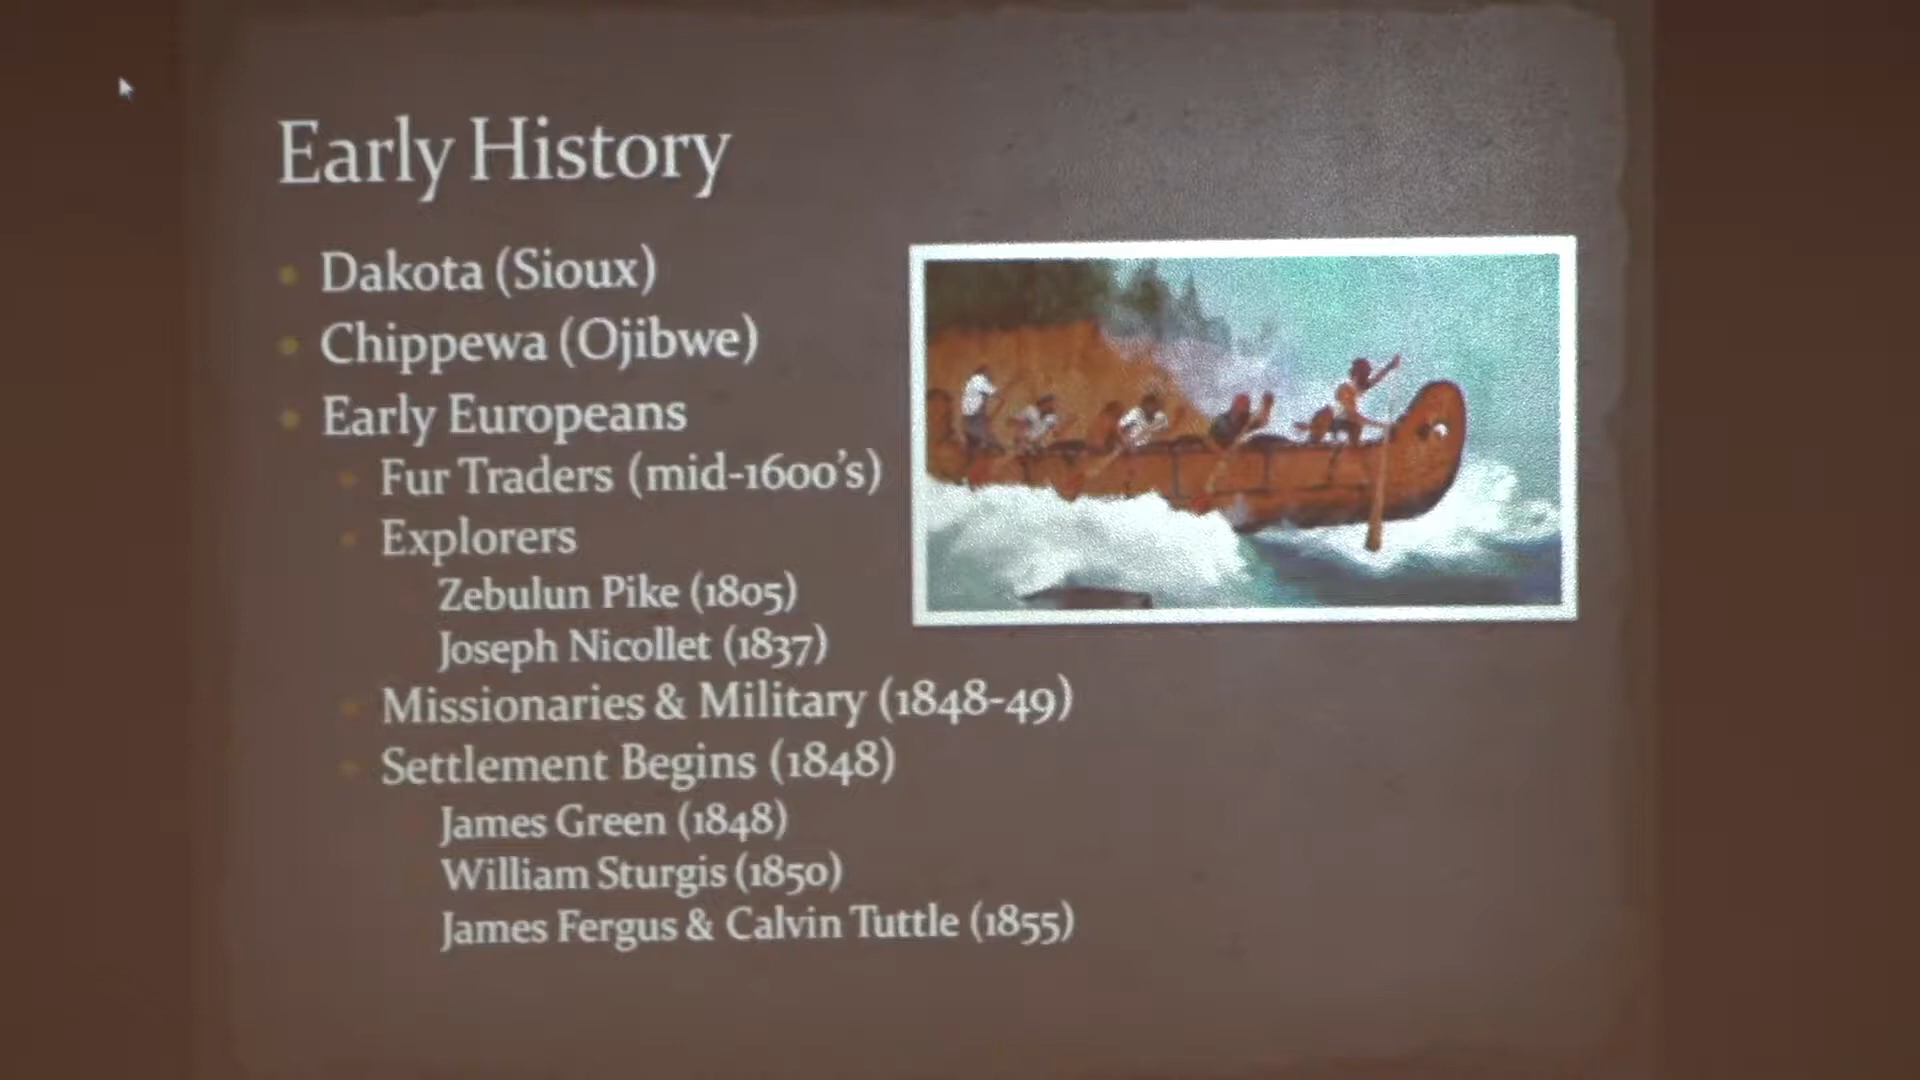 Early History
Dakota (Sioux)
Chippewa (Ojibwe)
Early Europeans
Fur Traders (mid-1600's)
Explorers
Zebulun Pike (1805)
Joseph Nicollet (1837)
Missionaries & Military (1848-49)
Settlement Begins (1848)
James Green (1848)
William Sturgis (1850)
James Fergus & Calvin Tuttle (1855)